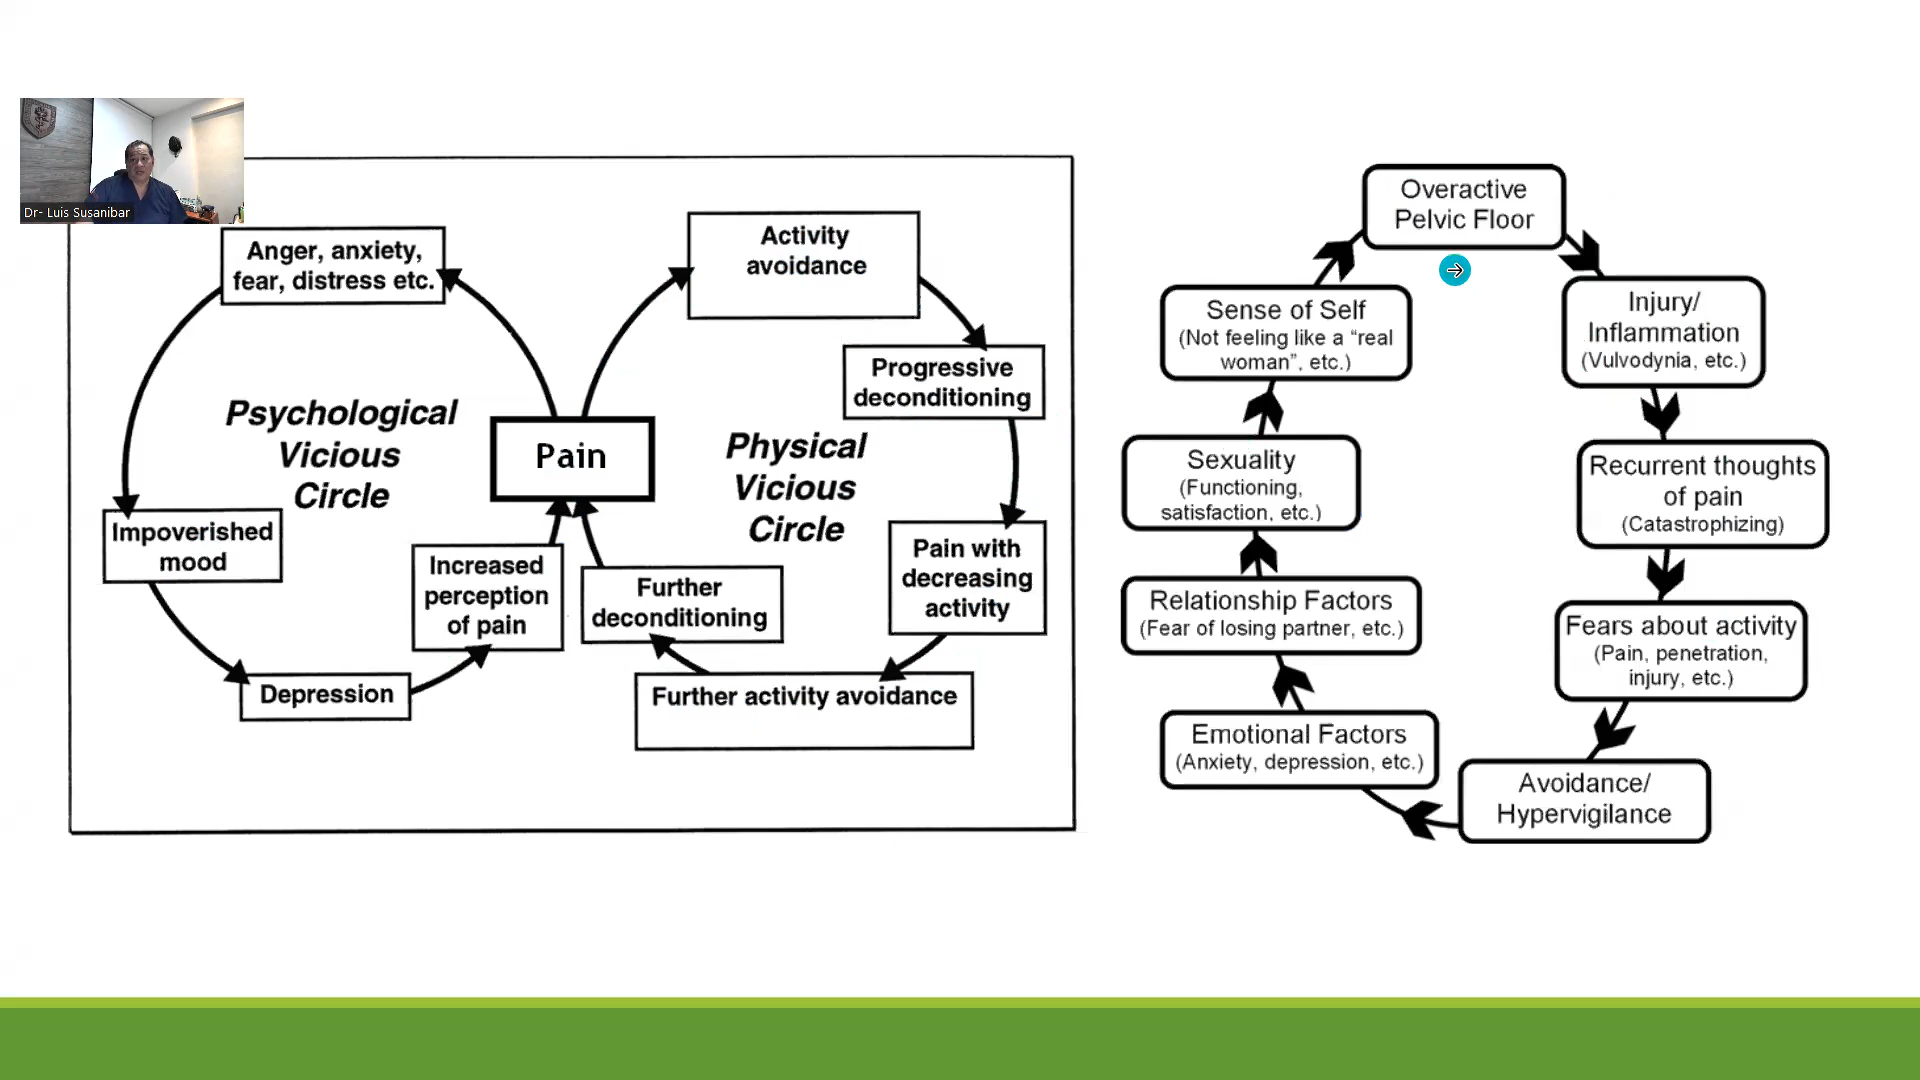 Dr- Luis Susanibar
Anger, anxiety,
fear, distress etc.
Psychological
Vicious
Circle
Impoverished
mood
Depression
Increased
perception
of pain
Pain
Activity
avoidance
Progressive
deconditioning
Physical
Vicious
Circle
Pain with
decreasing
activity
Further activity avoidance
Further
deconditioning
Overactive
Pelvic Floor
Injury/
Inflammation
(Vulvodynia, etc.)
Recurrent thoughts
of pain
(Catastrophizing)
Fears about activity
(Pain, penetration,
injury, etc.)
Avoidance/
Hypervigilance
Emotional Factors
(Anxiety, depression, etc.)
Relationship Factors
(Fear of losing partner, etc.)
Sexuality
(Functioning,
satisfaction, etc.)
Sense of Self
(Not feeling like a “real
woman”, etc.)